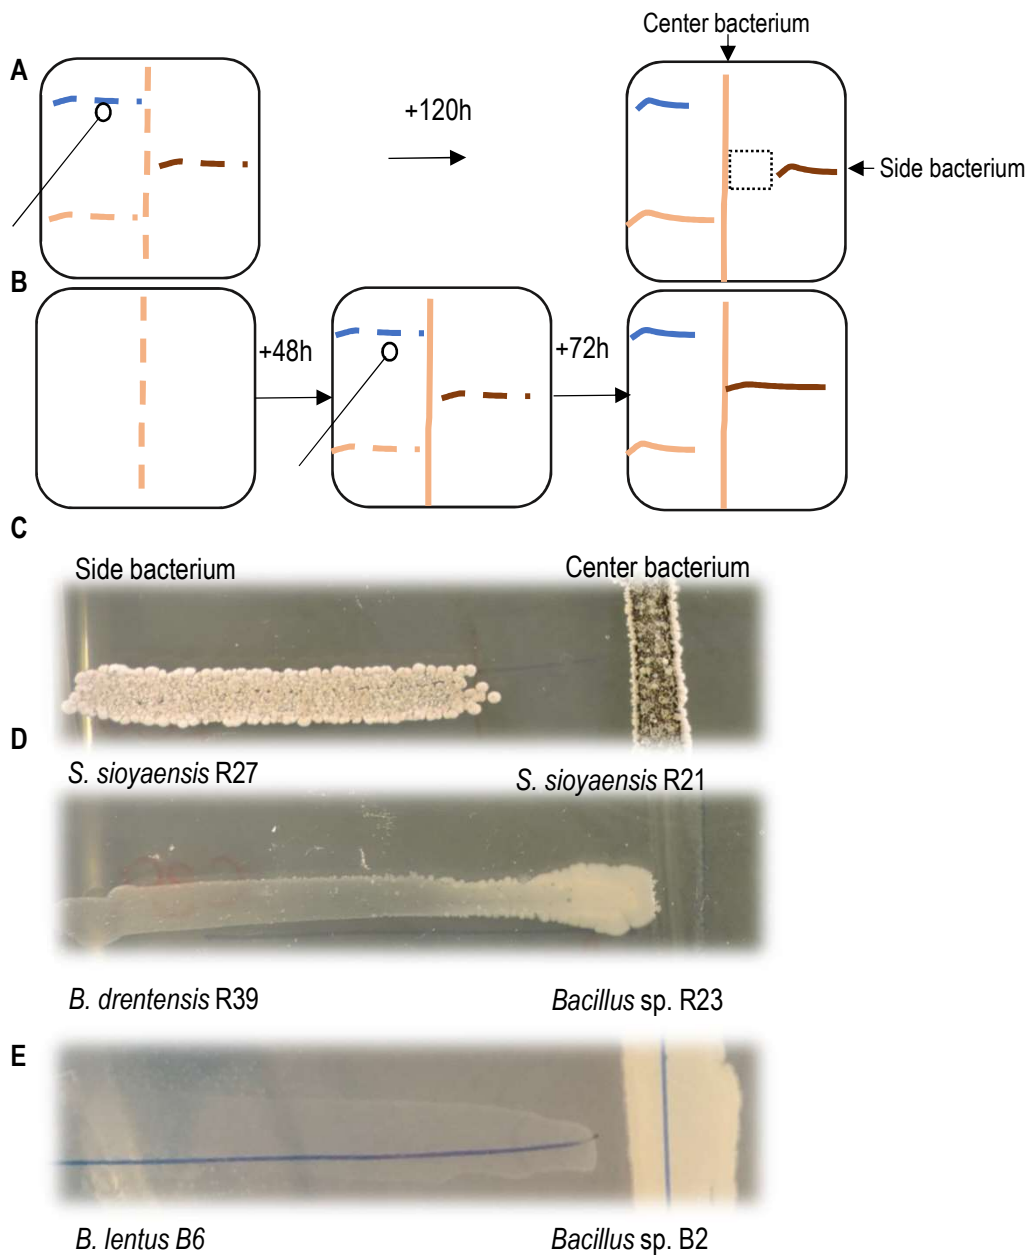 Center bacterium
A
+120h
Side bacterium
B
+48h
+72h
C
Side bacterium
Center bacterium
D
S. sioyaensis R27
S. sioyaensis R21
B. drentensis R39
Bacillus sp. R23
E
B. lentus B6
Bacillus sp. B2